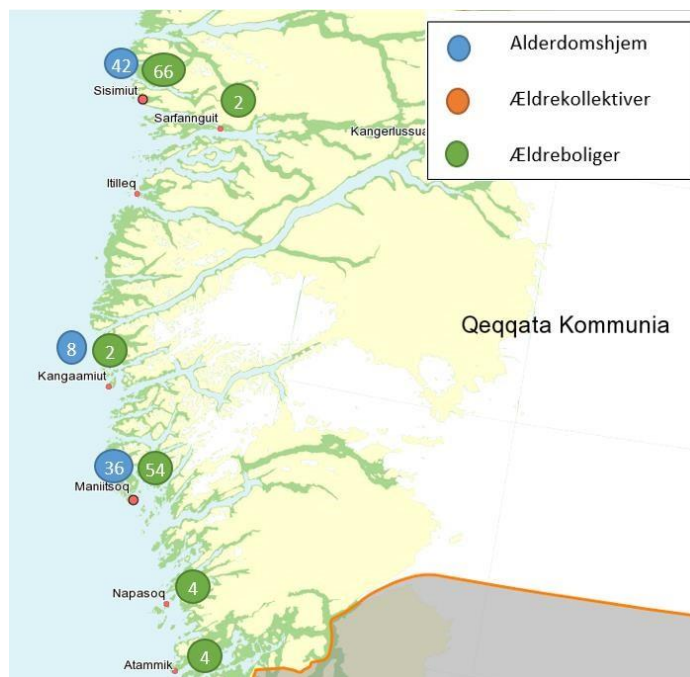 42
66
Sisimiut
2
Sarfannguit
Kangerlussua
Itilleq
8
2
Kangaamiut
36
54
Maniitsoq
4
Napasoq
4
Atammik
Qeqqata Kommunia
Alderdomshjem
Ældrekollektiver
Ældreboliger